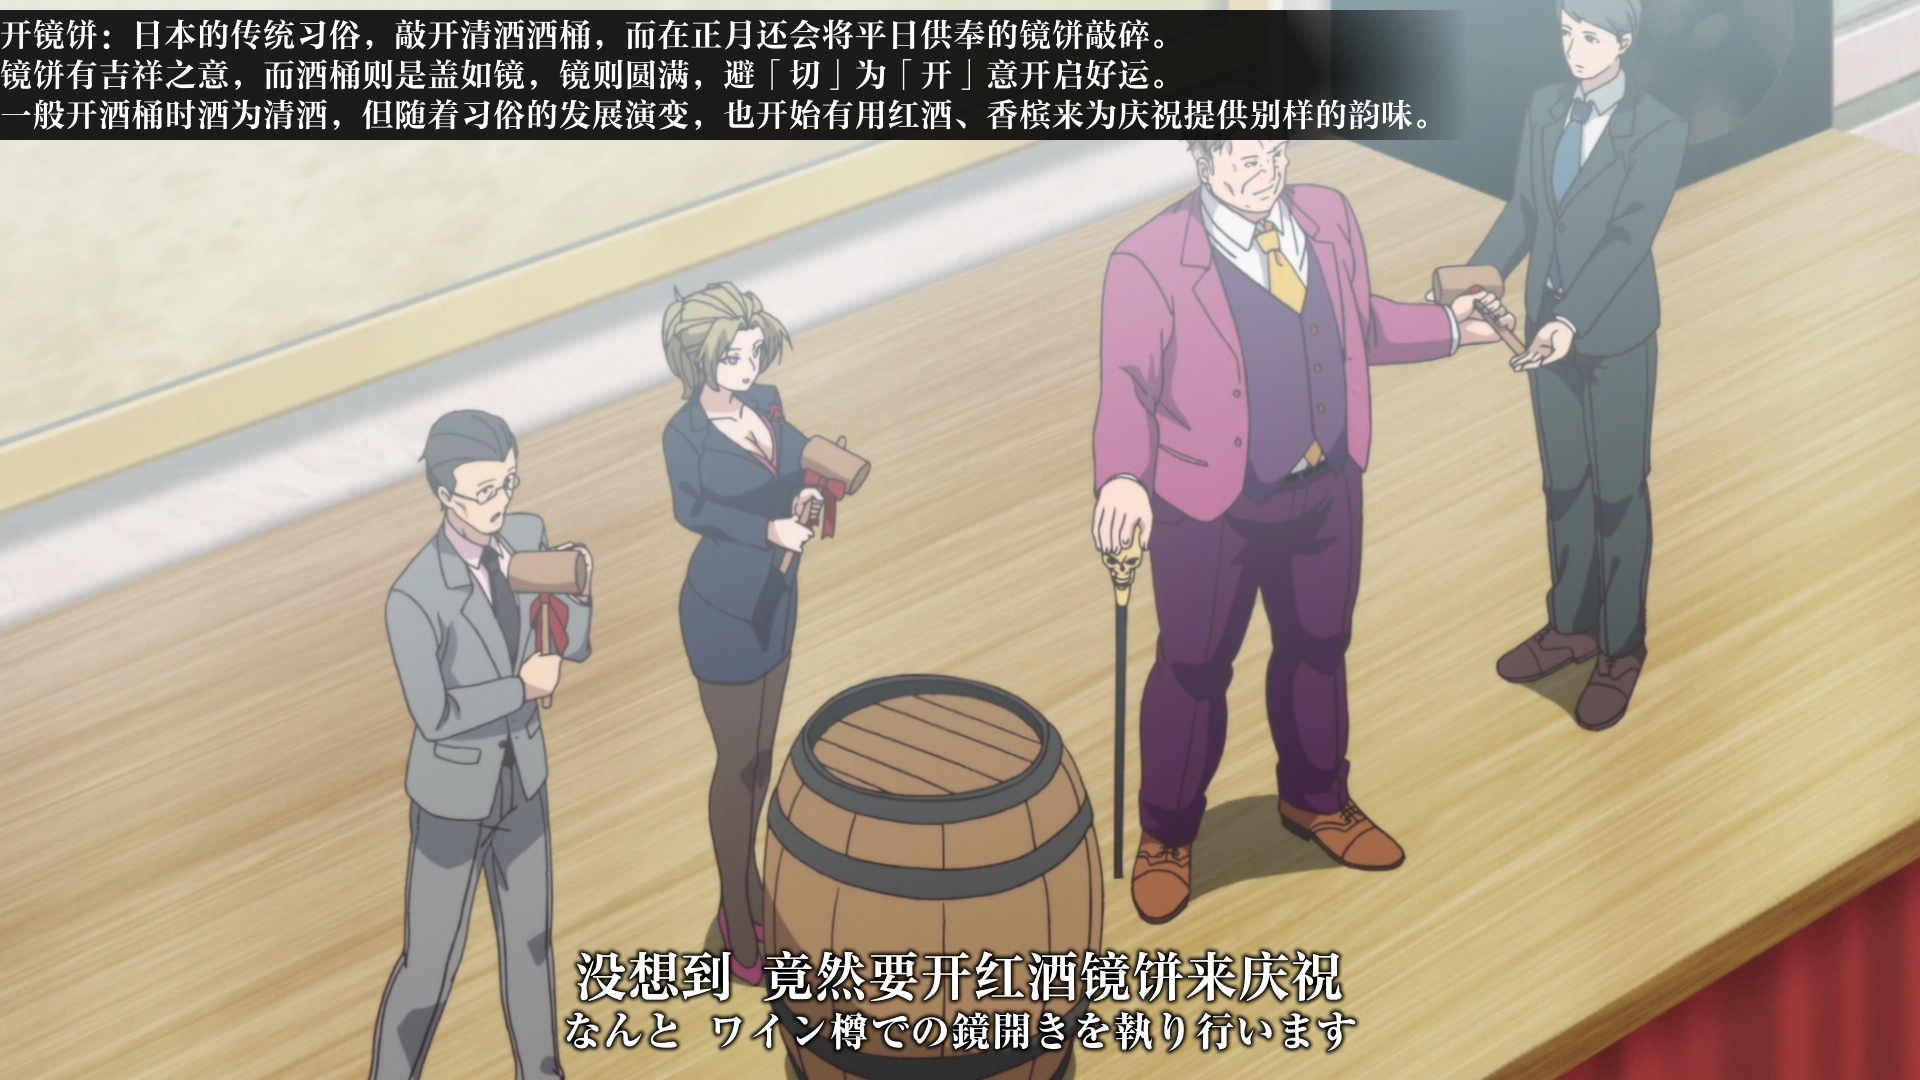 开镜饼：日本的传统习俗，敲开清酒酒桶，而在正月还会将平日供奉的镜饼敲碎。
镜饼有吉祥之意，而酒桶则是盖如镜，镜则圆满，避「切」为「开」意开启好运。
一般开酒桶时酒为清酒，但随着习俗的发展演变，也开始有用红酒、香槟来为庆祝提供别样的韵味。
没想到 竟然要开红酒镜饼来庆祝
なんと ワイン樽での鏡開きを執り行います